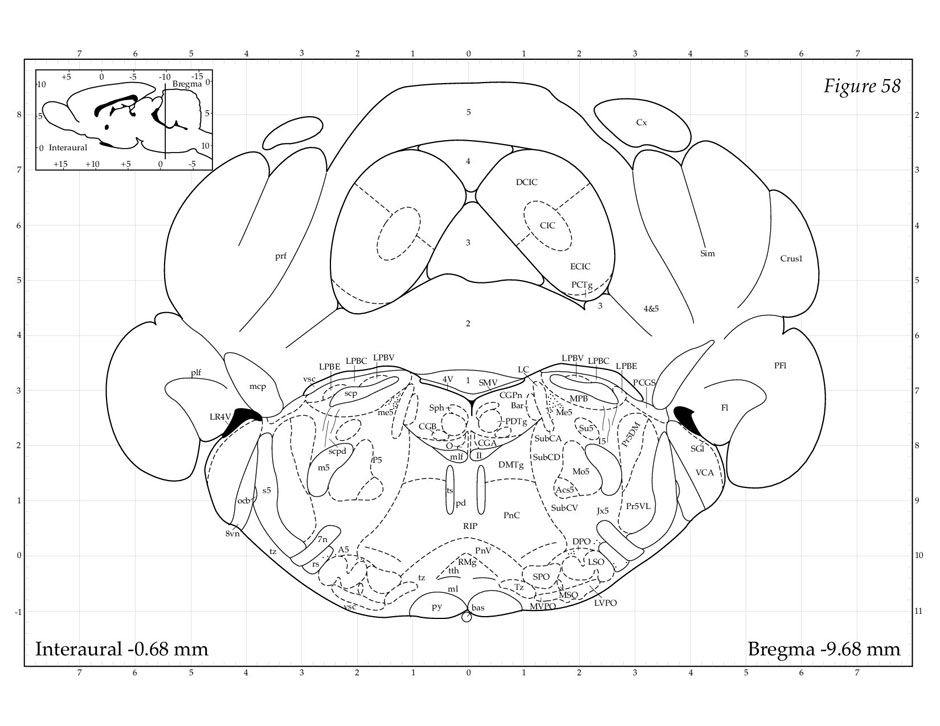 7 6 5 4 3 2 1 0 1 2 3 4 5 6 7
+5 0 -5 -10 -15
Bregma
10 0
5 5
0 Interaural 10
+15 +10 +5 0 -5
Figure 58
8 5 Cx 2
7 4 DCIC 3
6 CIC 4
prf 3 Sim
ECIC Crus1
5 PCTg 5
3 4&5
4 2 6
LPBE LPBC LPBV LPBV LPBC LPBE
plf vsc 4V 1 SMV LC PCGS PFl
3 mcp scp CGPn MPB 7
LR4V me5 Sph Bar Me5 Fl
CGB PDTg Su5 Pr5DM
2 O CGA SubCA I5 SGl 8
scpd mlf II
m5 P5 DMTg SubCD Mo5 VCA
1 ocb s5 ts pd Acs5 9
PnC SubCV Jx5 Pr5VL
8vn RIP
7n DPO
0 tz A5 PnV 10
rs RMg LSO
tz tth SPO
ml Tz MSO
-1 vsc py bas MVPO LVPO 11
Interaural -0.68 mm Bregma -9.68 mm
7 6 5 4 3 2 1 0 1 2 3 4 5 6 7